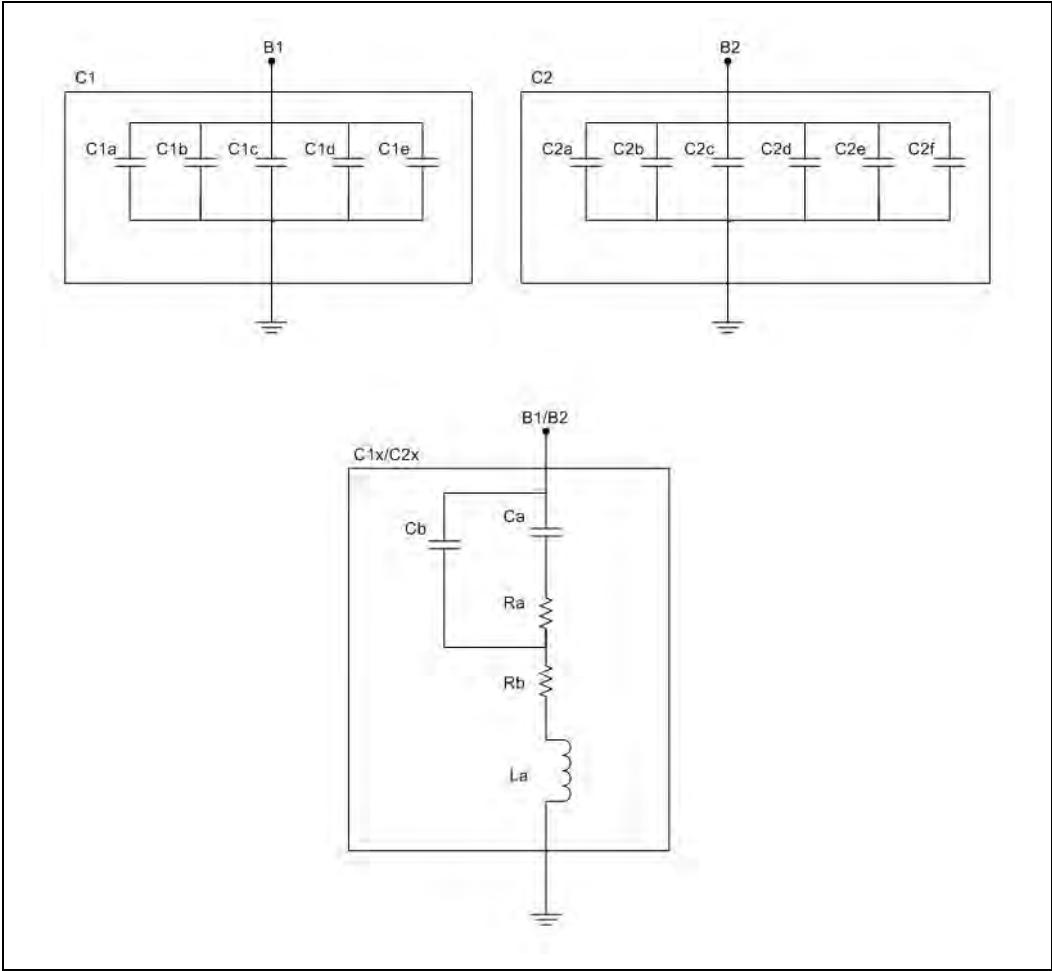 B1 B2
C1 C2
C1a C1b C1c C1d C1e C2a C2b C2c C2d C2e C2f
B1/B2
C1x/C2x
Ca
Cb
Ra
Rb
La